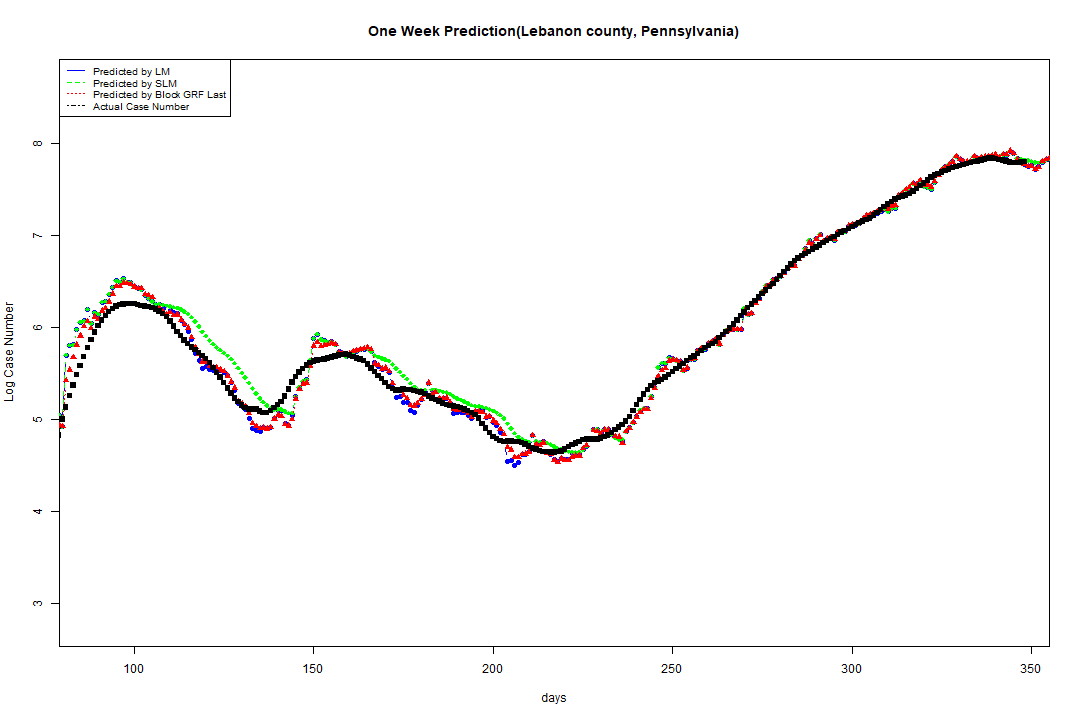 One Week Prediction(Lebanon county, Pennsylvania)
Predicted by LM
Predicted by SLM
Predicted by Block GRF Last
Actual Case Number
8
7
6
5
4
3
Log Case Number
100 150 200 250 300 350
days